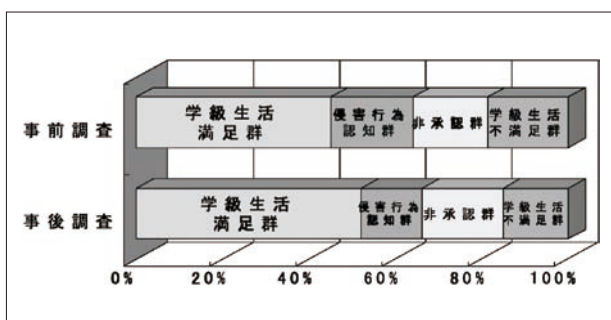 事前調査
学級生活
満足群
侵害行為
認知群
非承認群
学級生活
不満足群
事後調査
学級生活
満足群
侵害行為
認知群
非承認群
学級生活
不満足群
0% 20% 40% 60% 80% 100%